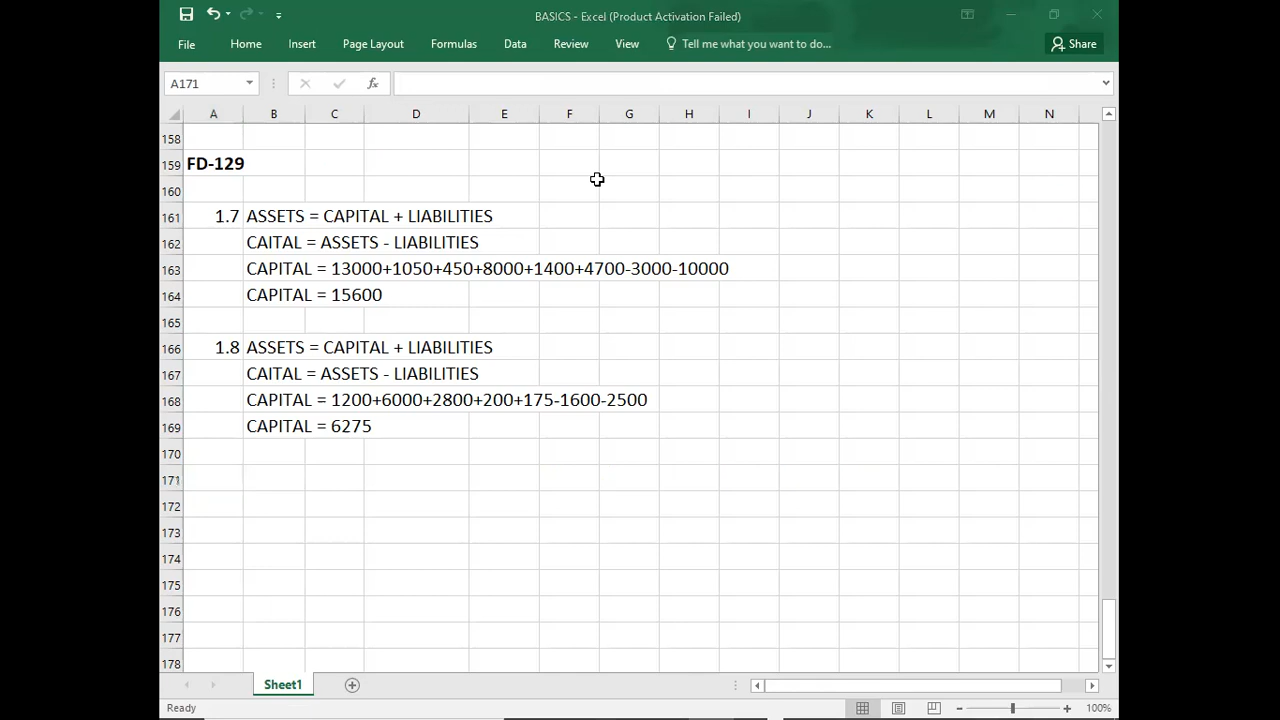 BASICS - Excel (Product Activation Failed)
File Home Insert Page Layout Formulas Data Review View Tell me what you want to do... Share
A171 fx
A B C D E F G H I J K L M N
158
159 FD-129
160
161 1.7 ASSETS = CAPITAL + LIABILITIES
162 CAITAL = ASSETS - LIABILITIES
163 CAPITAL = 13000+1050+450+8000+1400+4700-3000-10000
164 CAPITAL = 15600
165
166 1.8 ASSETS = CAPITAL + LIABILITIES
167 CAITAL = ASSETS - LIABILITIES
168 CAPITAL = 1200+6000+2800+200+175-1600-2500
169 CAPITAL = 6275
170
171
172
173
174
175
176
177
178
Sheet1
Ready 100%